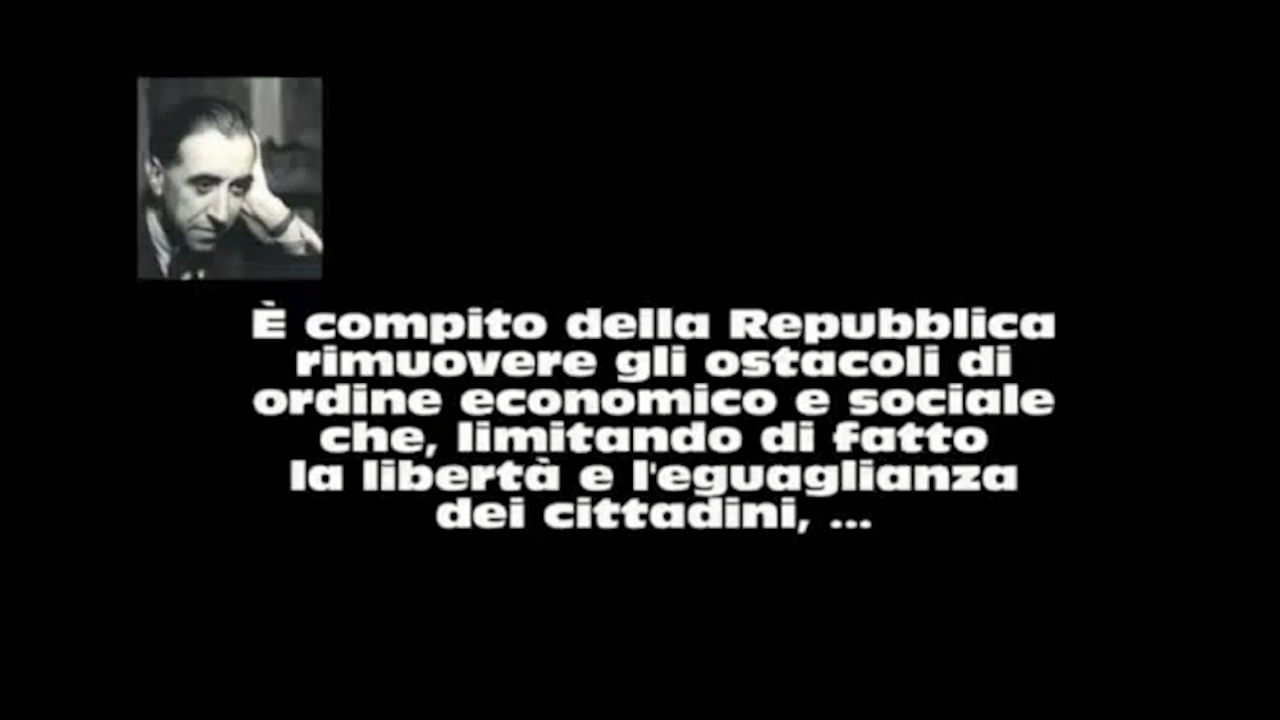 È compito della Repubblica
rimuovere gli ostacoli di
ordine economico e sociale
che, limitando di fatto
la libertà e l'eguaglianza
dei cittadini, ...